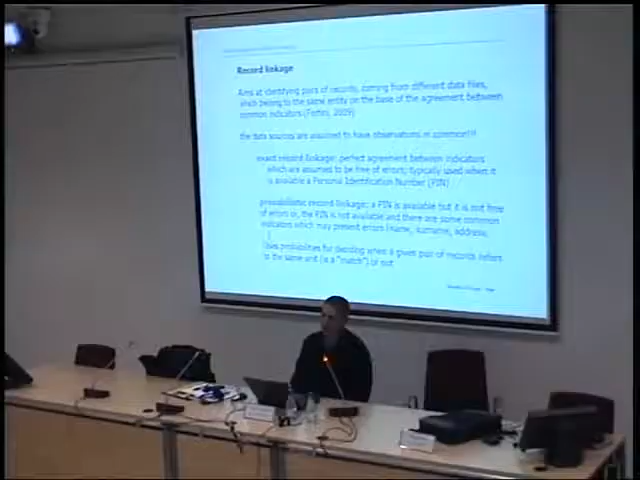 Record linkage
Aims at identifying pairs of records, coming from different data files,
which belong to the same entity on the base of the agreement between
common indicators (Fortini, 2009)
the data sources are assumed to have observations in common!!!
exact record linkage: perfect agreement between indicators
which are assumed to be free of errors; typically used when it
is available a Personal Identification Number (PIN)
probabilistic record linkage: a PIN is available but it is not free
of errors or, the PIN is not available and there are some common
indicators which may present errors (name, surname, address,
)
Uses probabilities for deciding when a given pair of records refers
to the same unit (is a "match") or not